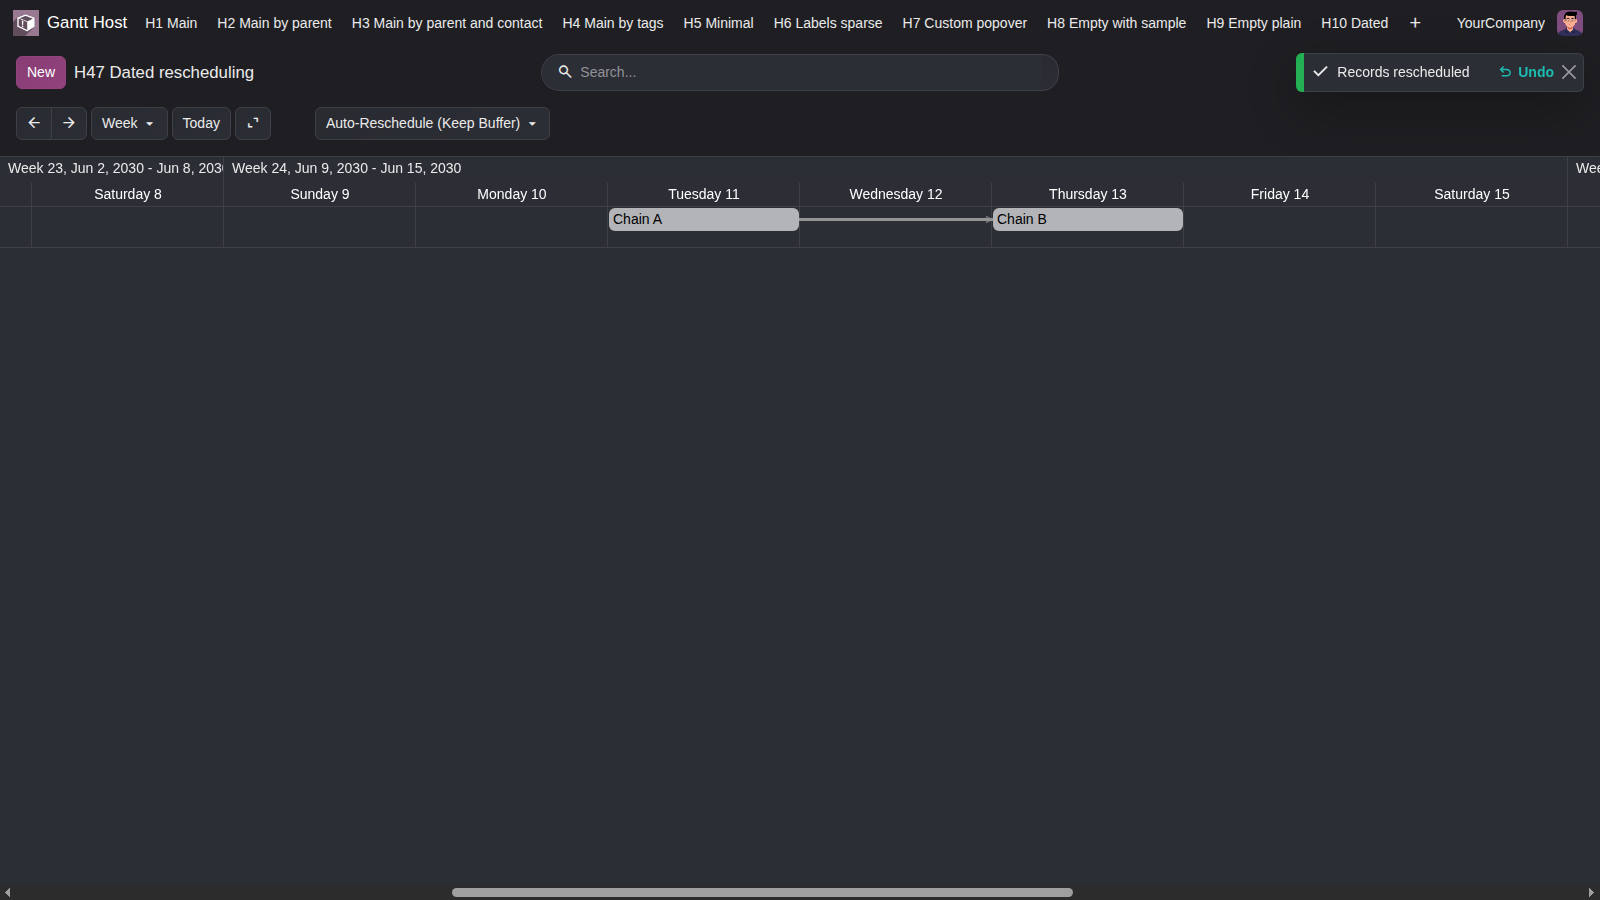 Gantt Host H1 Main H2 Main by parent H3 Main by parent and contact H4 Main by tags H5 Minimal H6 Labels sparse H7 Custom popover H8 Empty with sample H9 Empty plain H10 Dated + YourCompany
New H47 Dated rescheduling Search... Records rescheduled Undo
Week Today Auto-Reschedule (Keep Buffer)
Week 23, Jun 2, 2030 - Jun 8, 203 Week 24, Jun 9, 2030 - Jun 15, 2030 Wee
Saturday 8 Sunday 9 Monday 10 Tuesday 11 Wednesday 12 Thursday 13 Friday 14 Saturday 15
Chain A Chain B